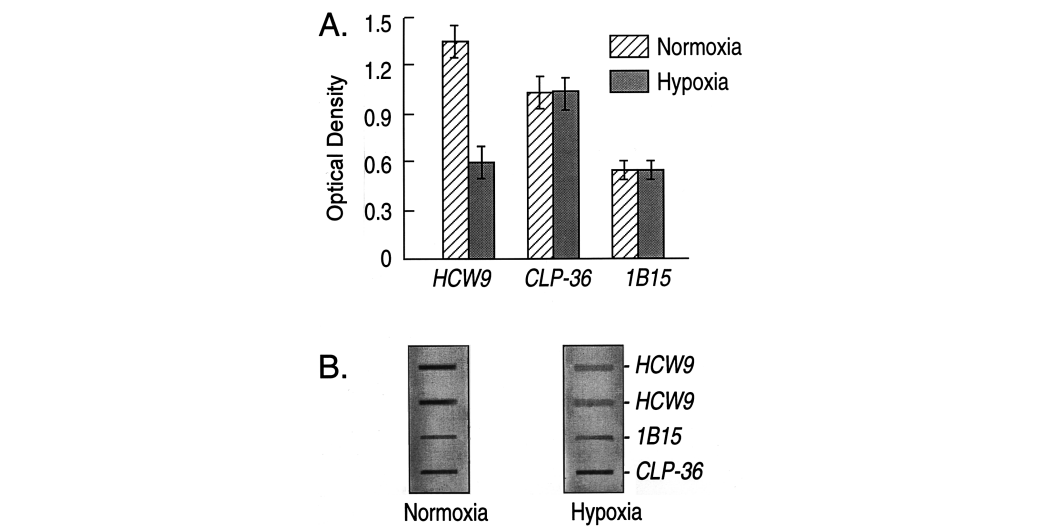 A.
Optical Density
1.5
1.2
0.9
0.6
0.3
0
Normoxia
Hypoxia
HCW9 CLP-36 1B15
B.
HCW9
HCW9
1B15
CLP-36
Normoxia Hypoxia